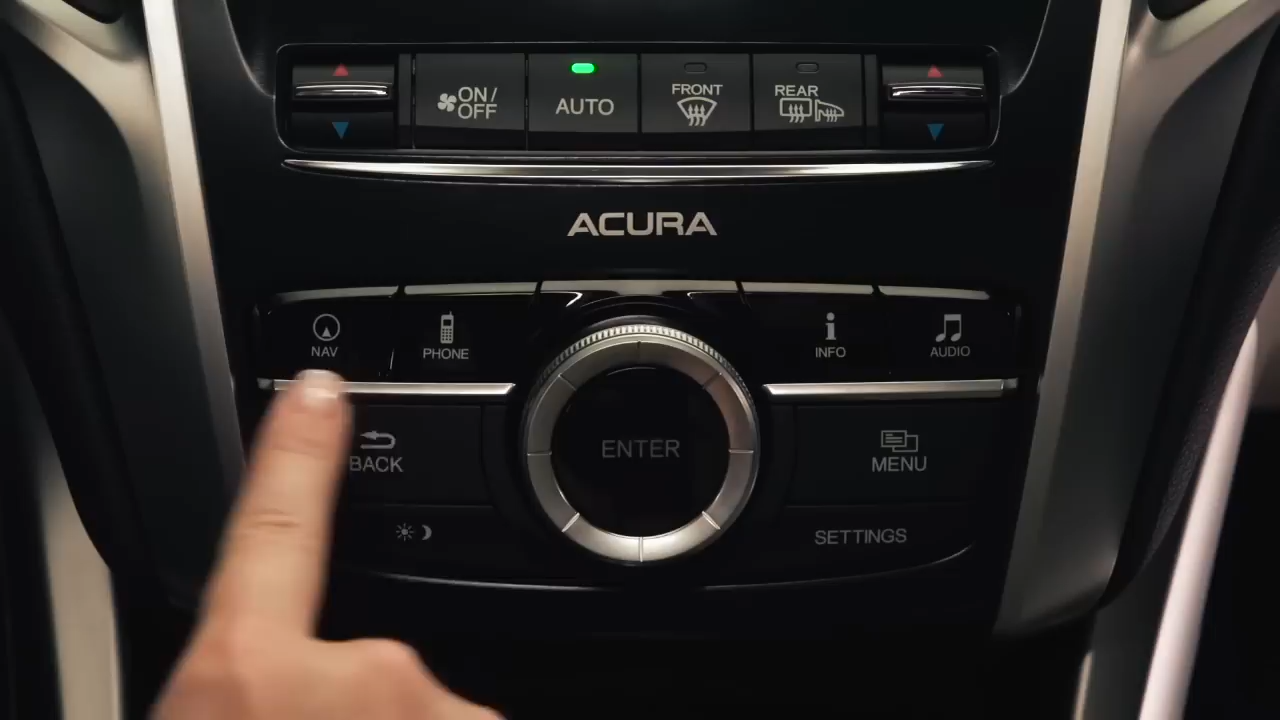 ON/
OFF
AUTO
FRONT
REAR
ACURA
NAV
PHONE
INFO
AUDIO
BACK
ENTER
MENU
SETTINGS